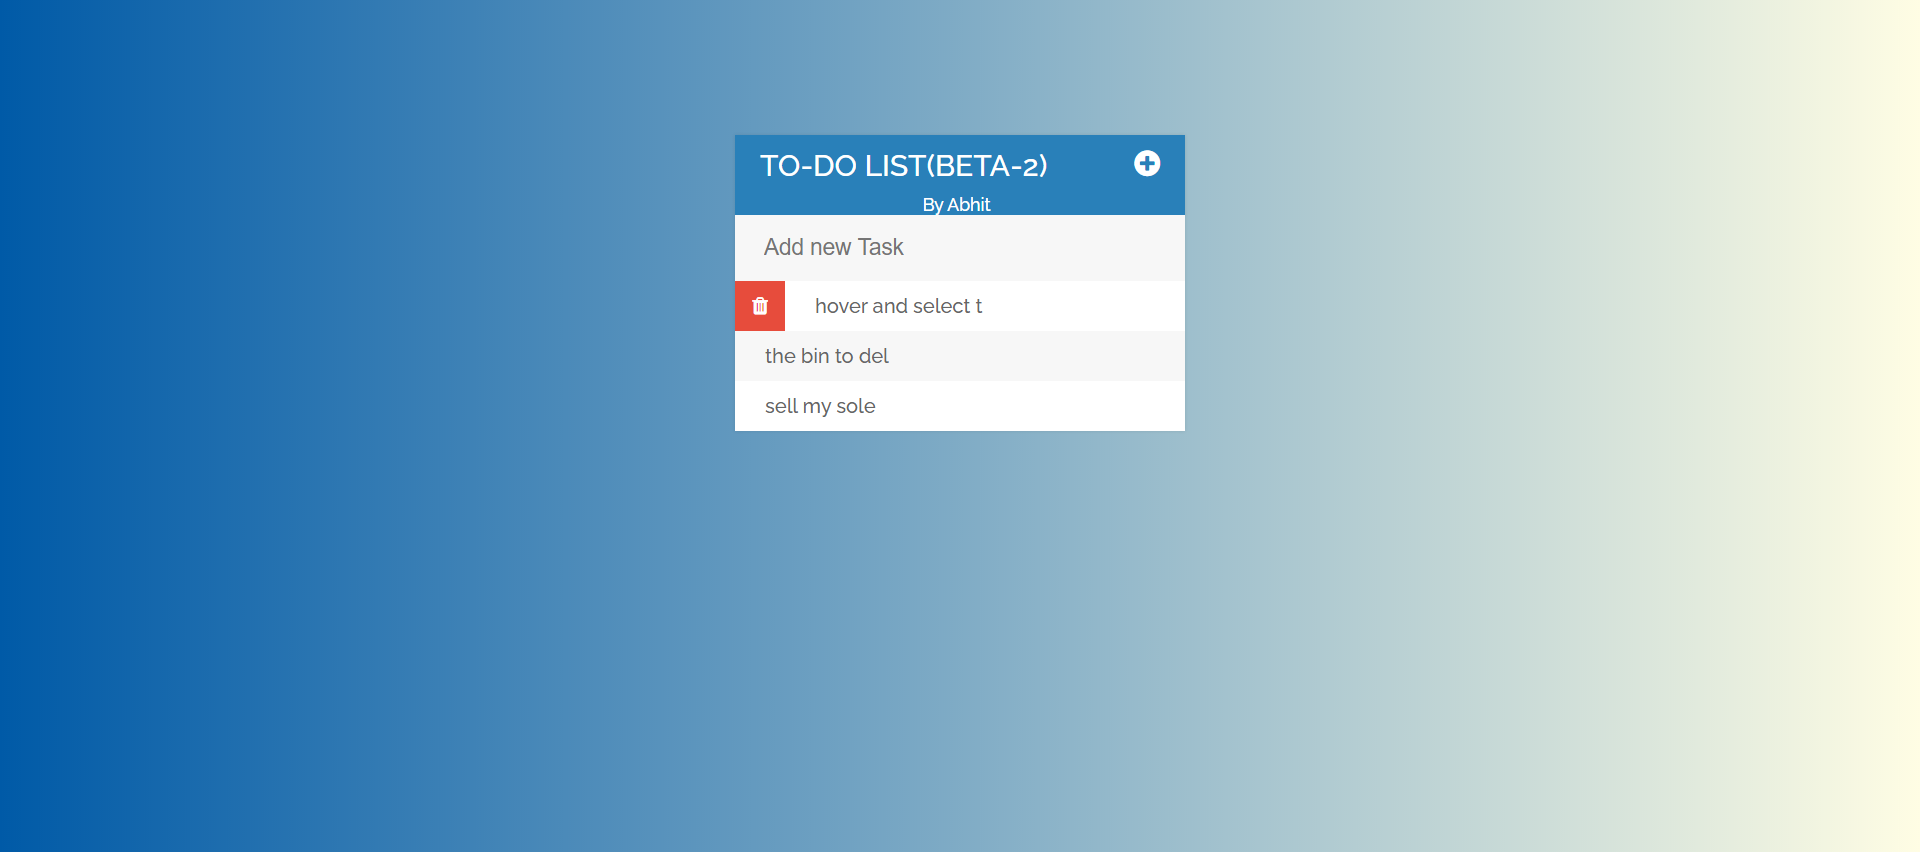 TO-DO LIST(BETA-2)
By Abhit
Add new Task
hover and select t
the bin to del
sell my sole